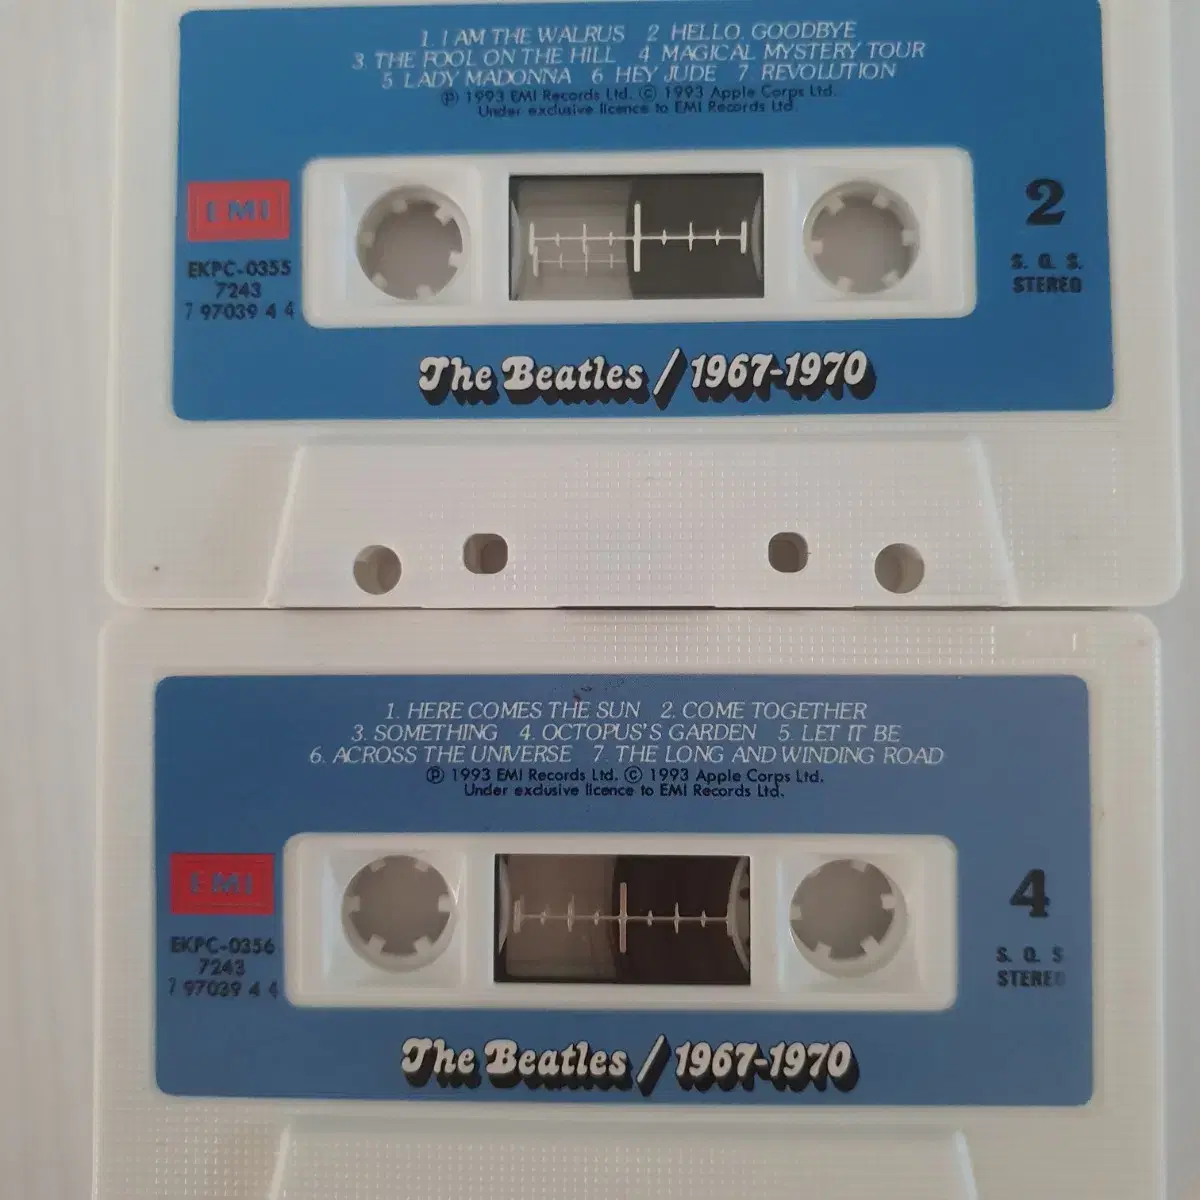 1. I AM THE WALRUS 2 HELLO, GOODBYE
3. THE FOOL ON THE HILL 4 MAGICAL MYSTERY TOUR
5 LADY MADONNA 6 HEY JUDE 7 REVOLUTION
Ⓟ 1993 EMI Records Ltd. © 1993 Apple Corps Ltd.
Under exclusive licence to EMI Records Ltd.
EMI
EKPC-0355
7243
7 97039 4 4
2
S. Q. S.
STEREO
The Beatles / 1967-1970
1. HERE COMES THE SUN 2. COME TOGETHER
3. SOMETHING 4. OCTOPUS'S GARDEN 5. LET IT BE
6. ACROSS THE UNIVERSE 7. THE LONG AND WINDING ROAD
Ⓟ 1993 EMI Records Ltd. © 1993 Apple Corps Ltd.
Under exclusive licence to EMI Records Ltd.
EMI
EKPC-0356
7243
7 97039 4 4
4
S. Q. S
STEREO
The Beatles / 1967-1970